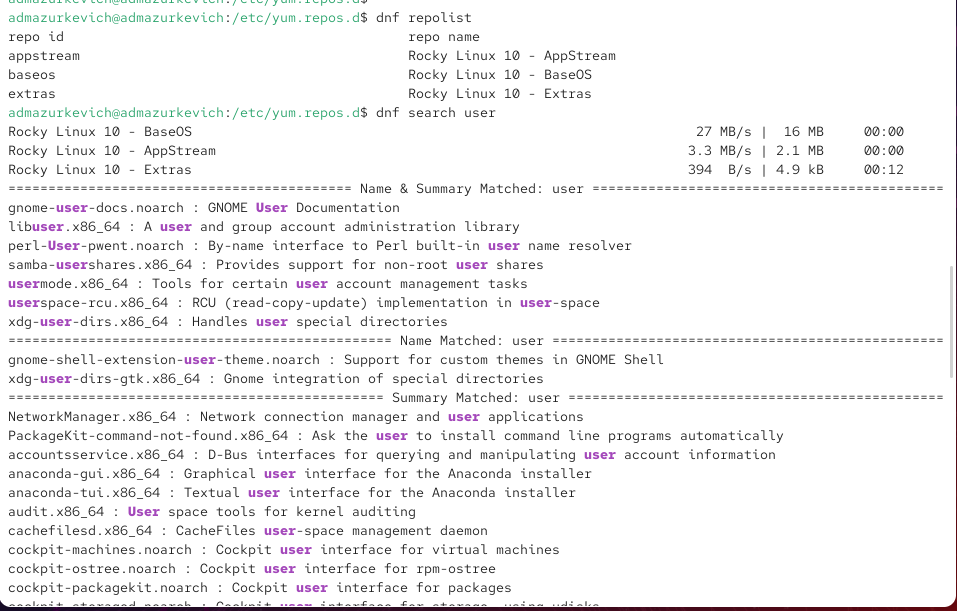 admazurkevich@admazurkevich:/etc/yum.repos.d$
admazurkevich@admazurkevich:/etc/yum.repos.d$ dnf repolist
repo id                                           repo name
appstream                                         Rocky Linux 10 - AppStream
baseos                                            Rocky Linux 10 - BaseOS
extras                                            Rocky Linux 10 - Extras
admazurkevich@admazurkevich:/etc/yum.repos.d$ dnf search user
Rocky Linux 10 - BaseOS                                                               27 MB/s |  16 MB     00:00
Rocky Linux 10 - AppStream                                                           3.3 MB/s | 2.1 MB     00:00
Rocky Linux 10 - Extras                                                              394  B/s | 4.9 kB     00:12
=========================================== Name & Summary Matched: user ============================================
gnome-user-docs.noarch : GNOME User Documentation
libuser.x86_64 : A user and group account administration library
perl-User-pwent.noarch : By-name interface to Perl built-in user name resolver
samba-usershares.x86_64 : Provides support for non-root user shares
usermode.x86_64 : Tools for certain user account management tasks
userspace-rcu.x86_64 : RCU (read-copy-update) implementation in user-space
xdg-user-dirs.x86_64 : Handles user special directories
================================================ Name Matched: user =================================================
gnome-shell-extension-user-theme.noarch : Support for custom themes in GNOME Shell
xdg-user-dirs-gtk.x86_64 : Gnome integration of special directories
=============================================== Summary Matched: user ===============================================
NetworkManager.x86_64 : Network connection manager and user applications
PackageKit-command-not-found.x86_64 : Ask the user to install command line programs automatically
accountsservice.x86_64 : D-Bus interfaces for querying and manipulating user account information
anaconda-gui.x86_64 : Graphical user interface for the Anaconda installer
anaconda-tui.x86_64 : Textual user interface for the Anaconda installer
audit.x86_64 : User space tools for kernel auditing
cachefilesd.x86_64 : CacheFiles user-space management daemon
cockpit-machines.noarch : Cockpit user interface for virtual machines
cockpit-ostree.noarch : Cockpit user interface for rpm-ostree
cockpit-packagekit.noarch : Cockpit user interface for packages
cockpit-storaged.noarch : Cockpit user interface for storage, using udisks